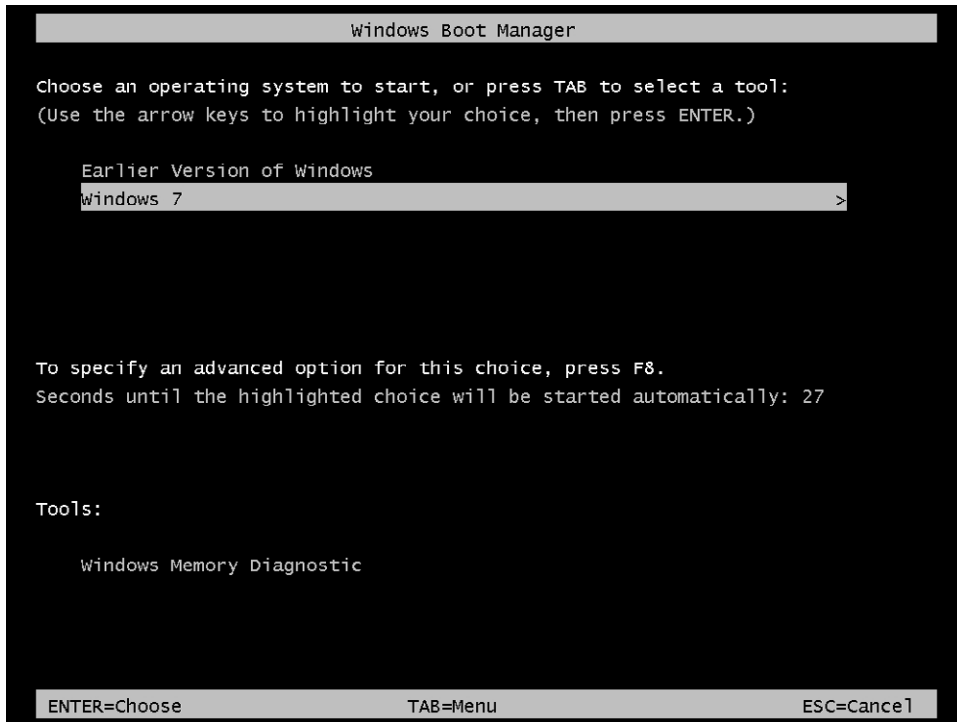 Windows Boot Manager
Choose an operating system to start, or press TAB to select a tool:
(Use the arrow keys to highlight your choice, then press ENTER.)
Earlier Version of Windows
Windows 7 >
To specify an advanced option for this choice, press F8.
Seconds until the highlighted choice will be started automatically: 27
Tools:
Windows Memory Diagnostic
ENTER=Choose TAB=Menu ESC=Cancel